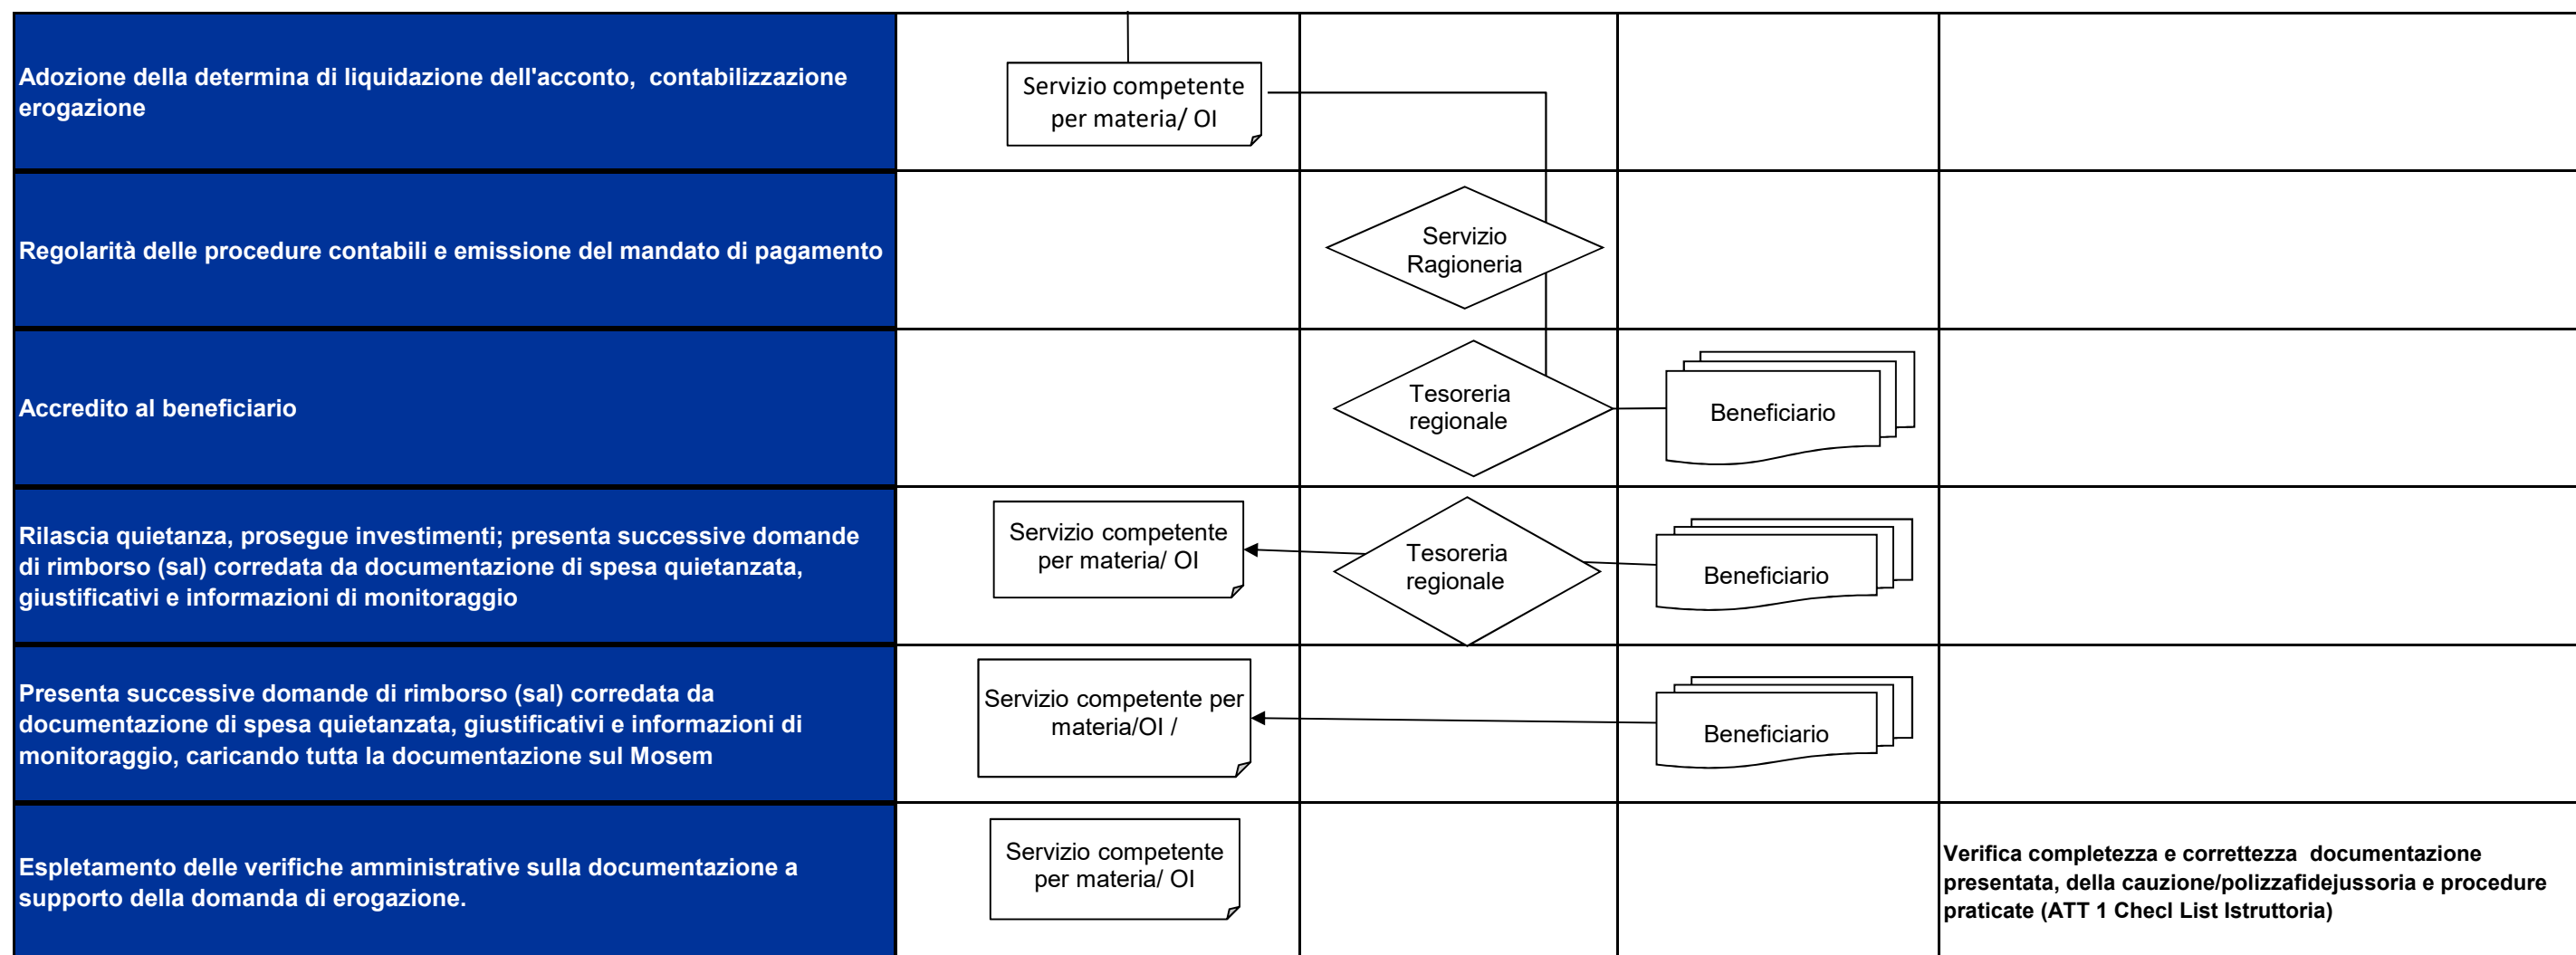 Adozione della determina di liquidazione dell'acconto, contabilizzazione
erogazione
Servizio competente
per materia/ OI
Regolarità delle procedure contabili e emissione del mandato di pagamento
Servizio
Ragioneria
Accredito al beneficiario
Tesoreria
regionale
Beneficiario
Rilascia quietanza, prosegue investimenti; presenta successive domande
di rimborso (sal) corredata da documentazione di spesa quietanzata,
giustificativi e informazioni di monitoraggio
Servizio competente
per materia/ OI
Tesoreria
regionale
Beneficiario
Presenta successive domande di rimborso (sal) corredata da
documentazione di spesa quietanzata, giustificativi e informazioni di
monitoraggio, caricando tutta la documentazione sul Mosem
Servizio competente per
materia/OI /
Beneficiario
Espletamento delle verifiche amministrative sulla documentazione a
supporto della domanda di erogazione.
Servizio competente
per materia/ OI
Verifica completezza e correttezza documentazione
presentata, della cauzione/polizzafidejussoria e procedure
praticate (ATT 1 Checl List Istruttoria)